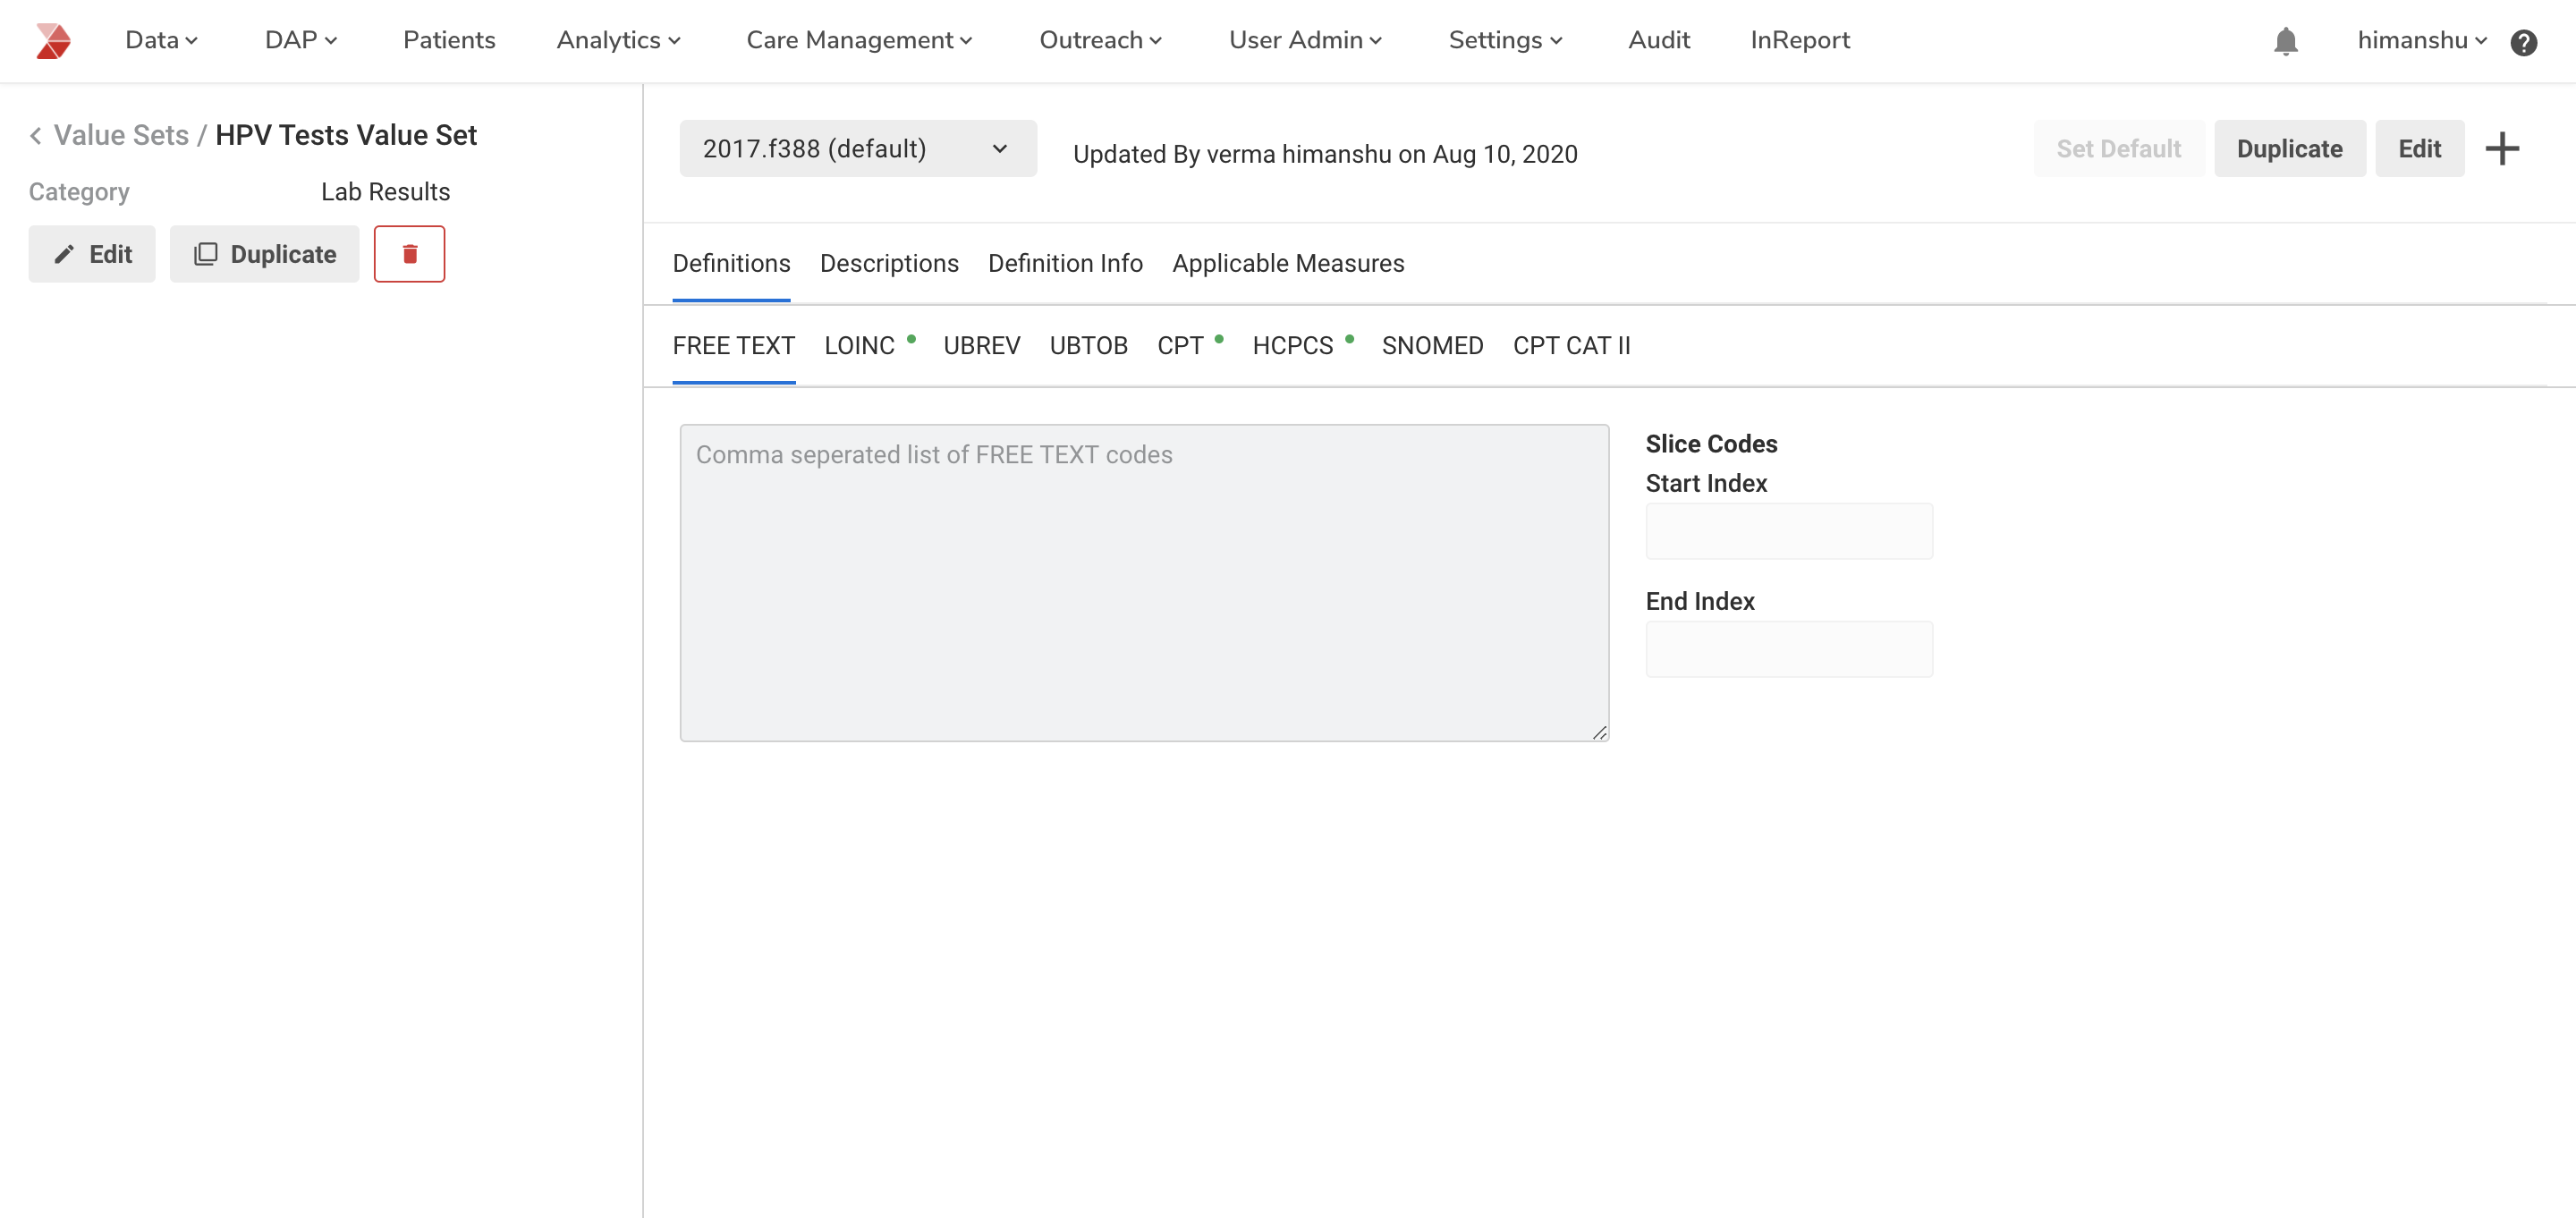 Data DAP Patients Analytics Care Management Outreach User Admin Settings Audit InReport himanshu ?
Value Sets / HPV Tests Value Set
Category Lab Results
Edit Duplicate
2017.f388 (default) Updated By verma himanshu on Aug 10, 2020 Set Default Duplicate Edit
Definitions Descriptions Definition Info Applicable Measures
FREE TEXT LOINC UBREV UBTOB CPT HCPCS SNOMED CPT CAT II
Comma seperated list of FREE TEXT codes
Slice Codes
Start Index
End Index